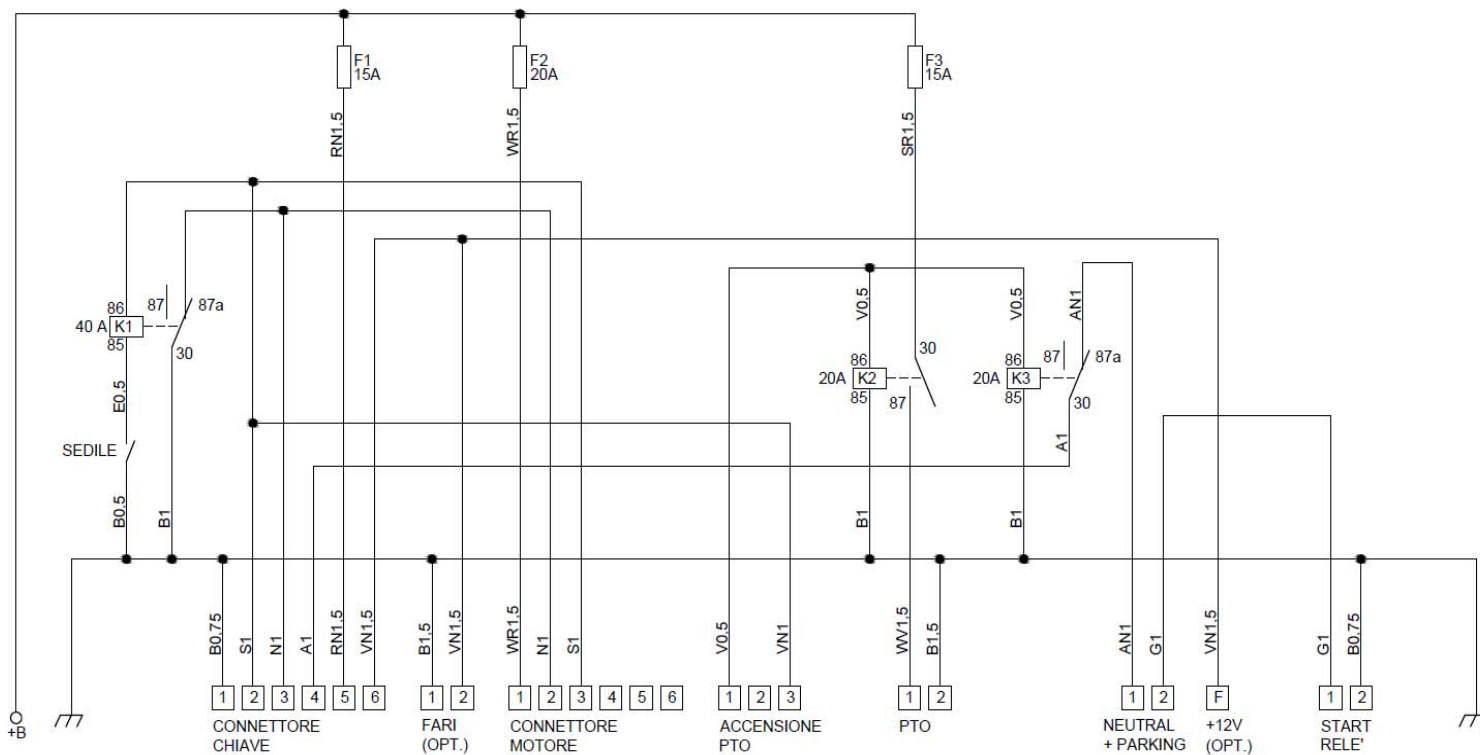 F1
15A
F2
20A
F3
15A
RN1,5
WR1,5
SR1,5
86
87
87a
40 A
K1
85
30
E0,5
SEDILE
B0,5
B1
V0,5
V0,5
AN1
30
86
87
87a
20A
K2
85
87
86
20A
K3
85
30
A1
B1
B1
B0,75
S1
N1
A1
RN1,5
VN1,5
B1,5
VN1,5
WR1,5
N1
S1
V0,5
VN1
WV1,5
B1,5
AN1
G1
VN1,5
G1
B0,75
1 2 3 4 5 6
1 2
1 2 3 4 5 6
1 2 3
1 2
1 2
F
1 2
+B
CONNETTORE
CHIAVE
FARI
(OPT.)
CONNETTORE
MOTORE
ACCENSIONE
PTO
PTO
NEUTRAL
+ PARKING
+12V
(OPT.)
START
RELE'